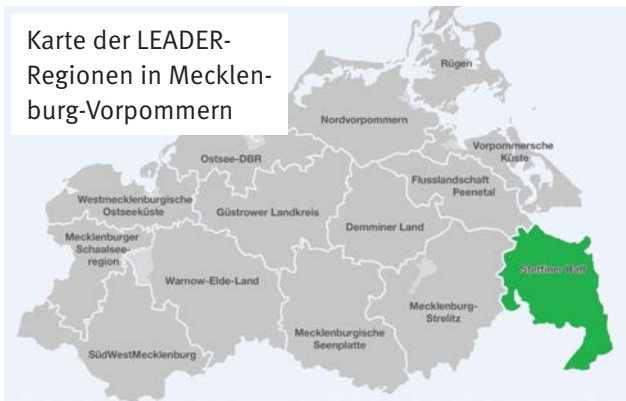 Karte der LEADER-
Regionen in Mecklen-
burg-Vorpommern
Rügen
Nordvorpommern
Vorpommersche
Küste
Ostsee-DBR
Flusslandschaft
Peenetal
Westmecklenburgische
Ostseeküste
Güstrower Landkreis
Demminer Land
Mecklenburger
Schaalsee-
region
Stettiner Haff
Warnow-Elde-Land
Mecklenburg-
Strelitz
Mecklenburgische
Seenplatte
SüdWestMecklenburg